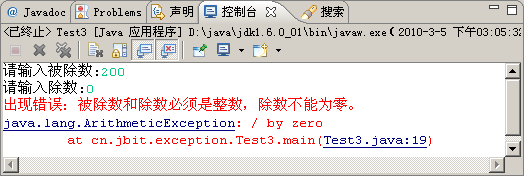 @ Javadoc Problems 声明 控制台 搜索
<已终止> Test3 [Java 应用程序] D:\java\jdk1.6.0_01\bin\javaw.exe (2010-3-5 下午03:05:32
请输入被除数:200
请输入除数:0
出现错误：被除数和除数必须是整数，除数不能为零。
java.lang.ArithmeticException: / by zero
at cn.jbit.exception.Test3.main(Test3.java:19)